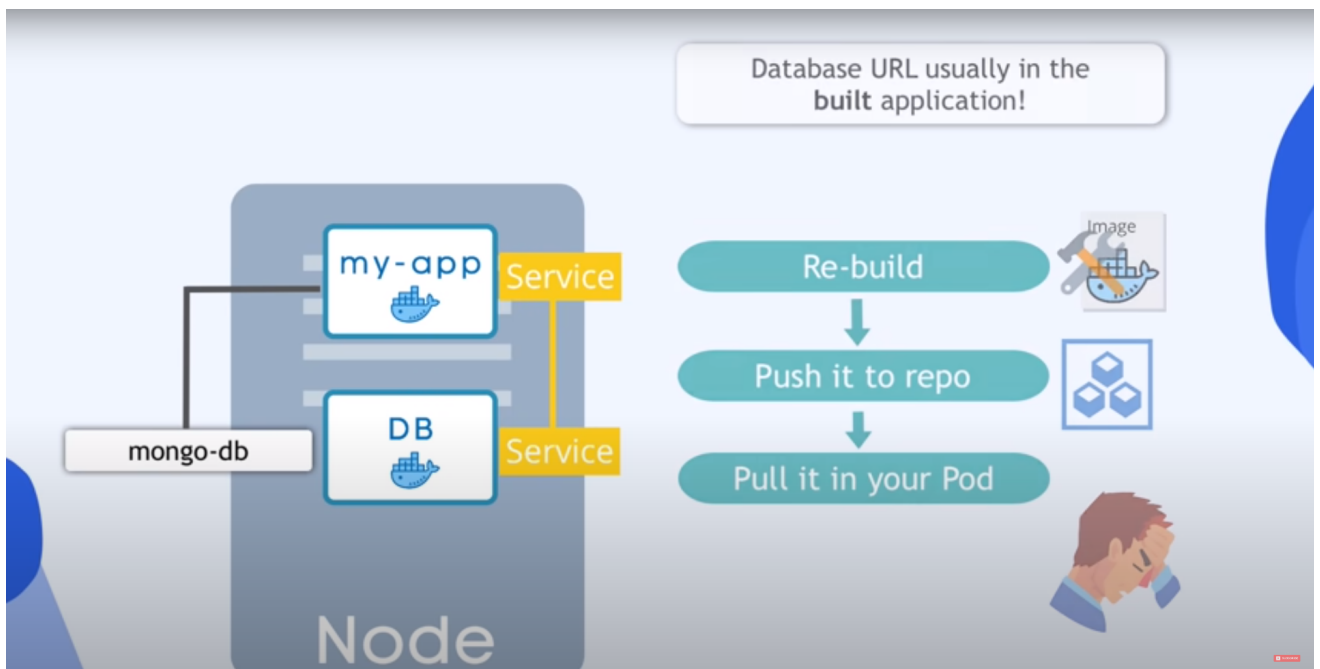 Database URL usually in the
built application!
my-app
Service
DB
Service
mongo-db
Node
Image
Re-build
Push it to repo
Pull it in your Pod